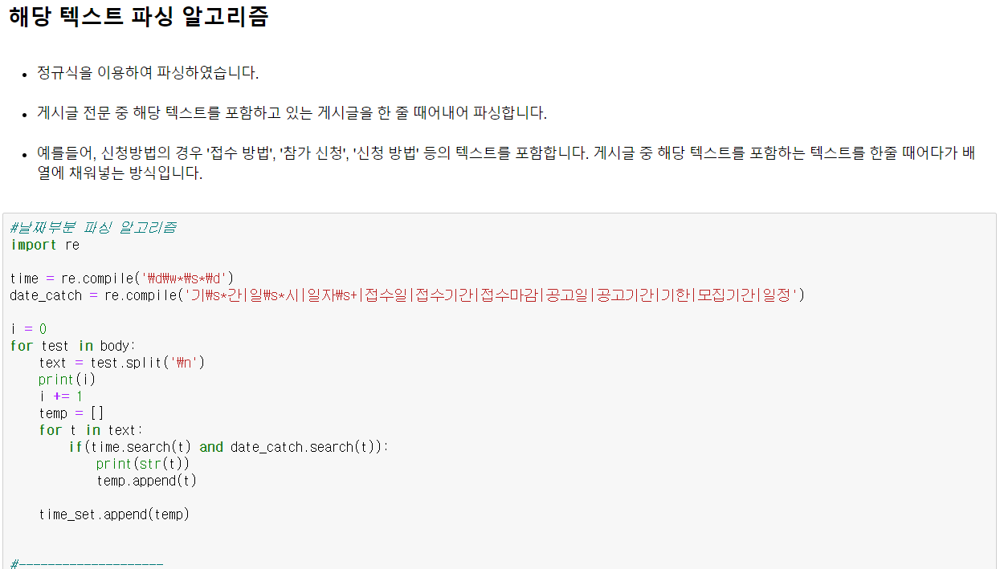 해당 텍스트 파싱 알고리즘
정규식을 이용하여 파싱하였습니다.
게시글 전문 중 해당 텍스트를 포함하고 있는 게시글을 한 줄 때어내어 파싱합니다.
예를들어, 신청방법의 경우 '접수 방법', '참가 신청', '신청 방법' 등의 텍스트를 포함합니다. 게시글 중 해당 텍스트를 포함하는 텍스트를 한줄 때어다가 배
열에 채워넣는 방식입니다.
#날짜부분 파싱 알고리즘
import re
time = re.compile('₩d₩w*₩s*₩d')
date_catch = re.compile('기₩s*간|일₩s*시|일자₩s+|접수일|접수기간|접수마감|공고일|공고기간|기한|모집기간|일정')
i = 0
for test in body:
    text = test.split('₩n')
    print(i)
    i += 1
    temp = []
    for t in text:
        if(time.search(t) and date_catch.search(t)):
            print(str(t))
            temp.append(t)
    time_set.append(temp)
#--------------------